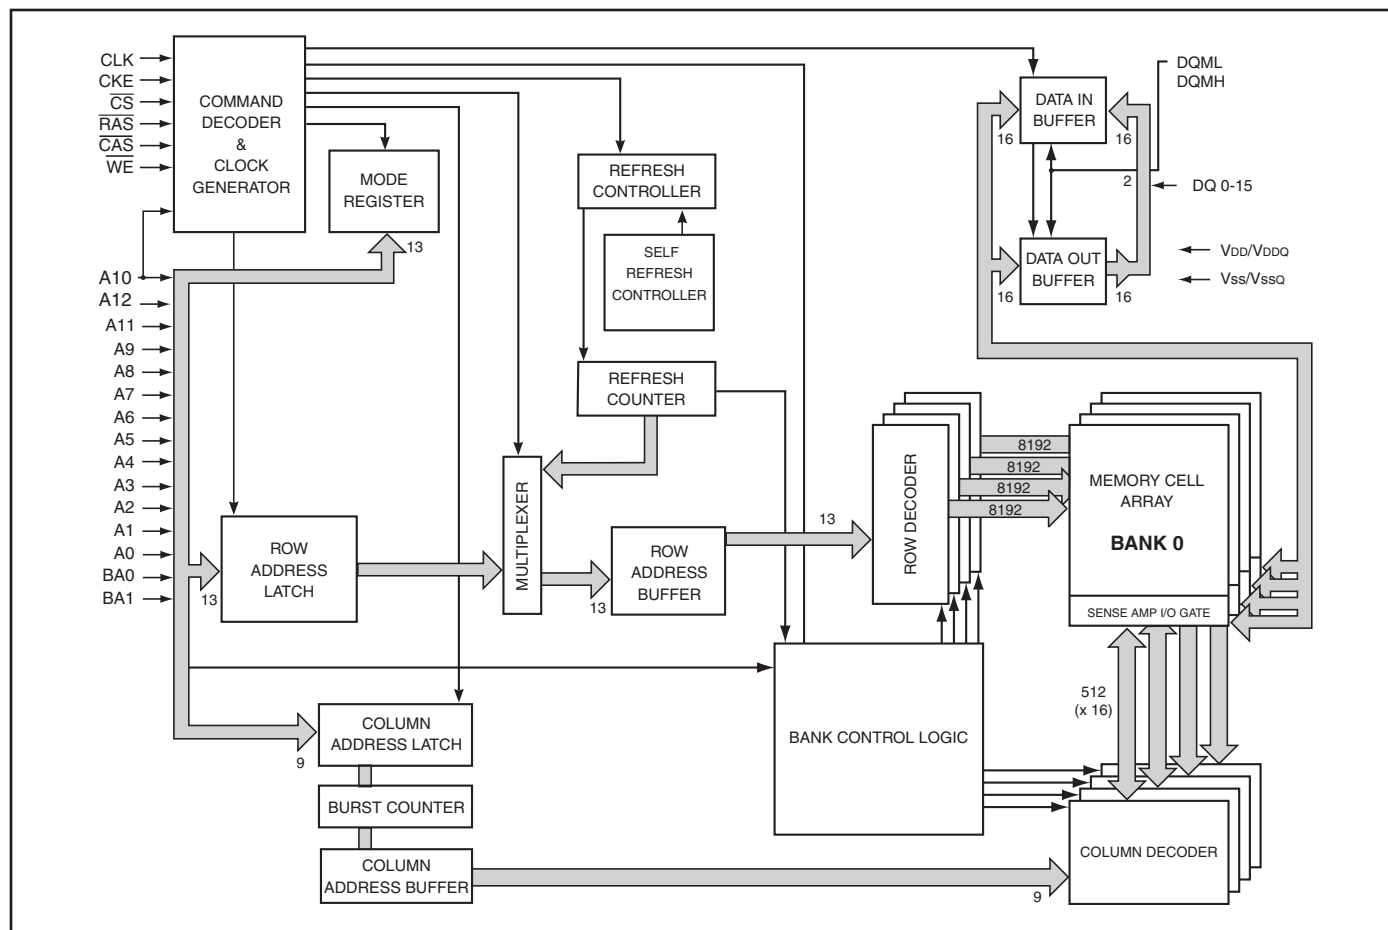 CLK
CKE
CS
RAS
CAS
WE
A10
A12
A11
A9
A8
A7
A6
A5
A4
A3
A2
A1
A0
BA0
BA1
COMMAND
DECODER
&
CLOCK
GENERATOR
MODE
REGISTER
13
REFRESH
CONTROLLER
SELF
REFRESH
CONTROLLER
REFRESH
COUNTER
DATA IN
BUFFER
16
16
DQML
DQMH
2
DQ 0-15
DATA OUT
BUFFER
16
16
VDD/VDDQ
Vss/VssQ
13
ROW
ADDRESS
LATCH
MULTIPLEXER
13
ROW
ADDRESS
BUFFER
13
ROW DECODER
8192
8192
8192
8192
MEMORY CELL
ARRAY
BANK 0
SENSE AMP I/O GATE
512
(x 16)
BANK CONTROL LOGIC
9
COLUMN
ADDRESS LATCH
BURST COUNTER
COLUMN
ADDRESS BUFFER
9
COLUMN DECODER